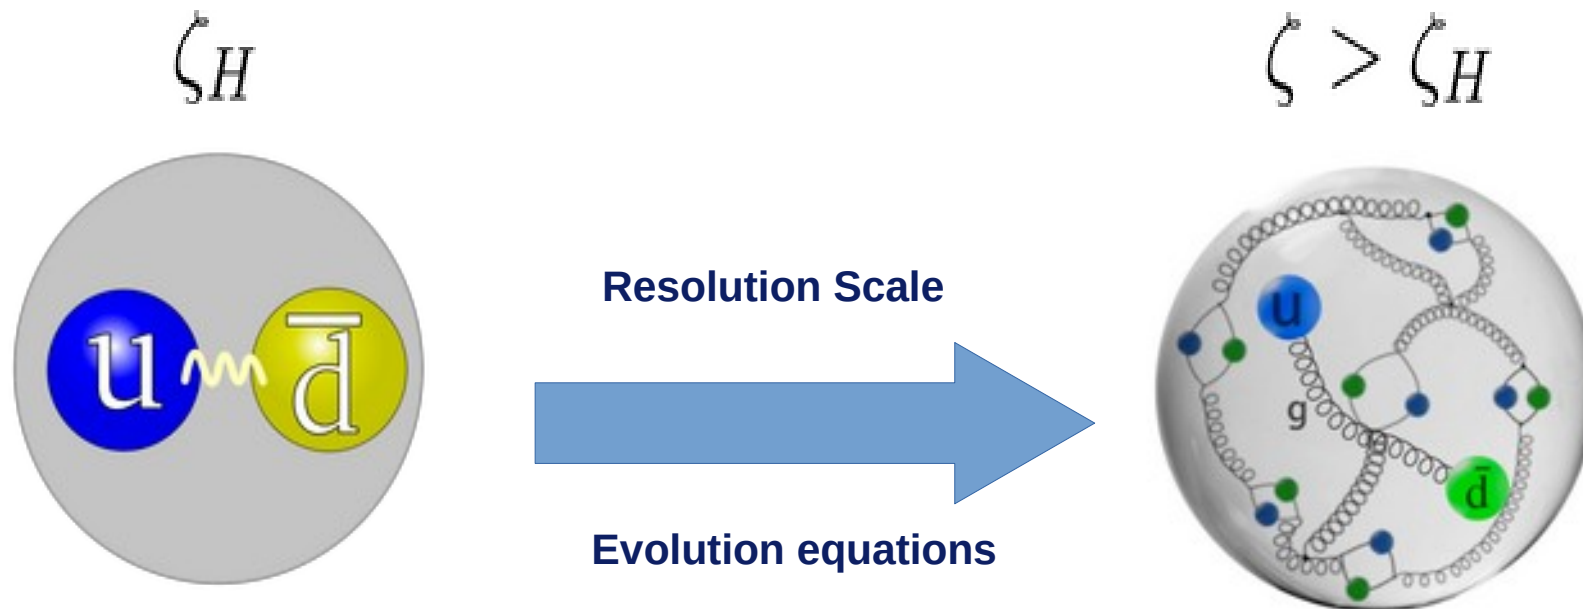 ζ_H
ζ > ζ_H
u d̅
Resolution Scale
u
g
d̅
Evolution equations